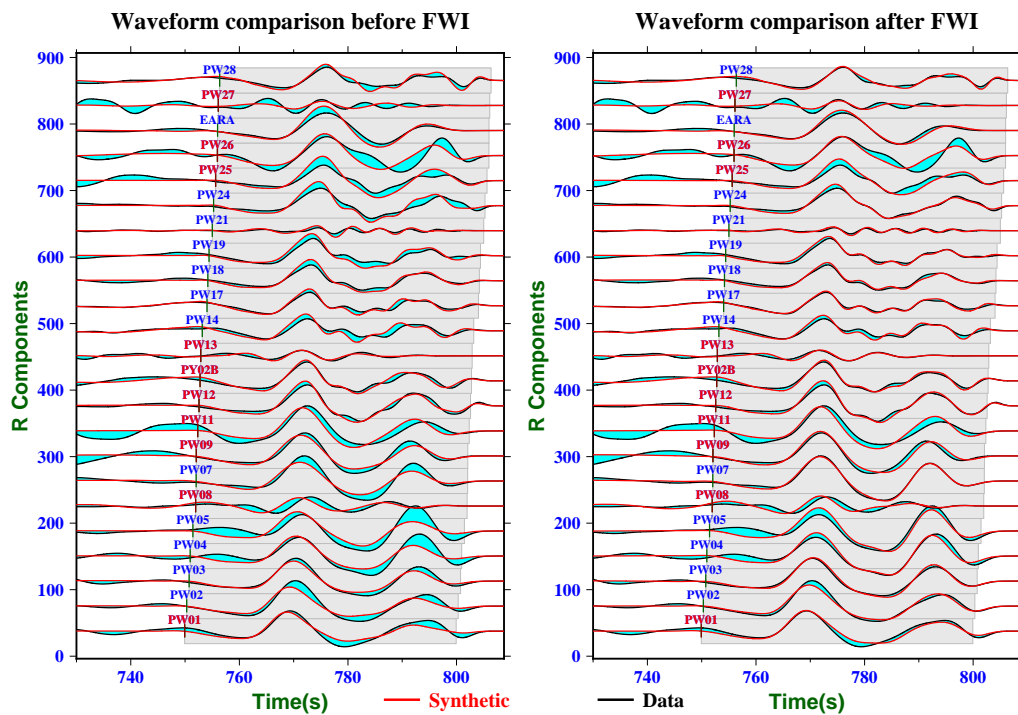 Waveform comparison before FWI
900
800
700
600
500
400
300
200
100
0
R Components
PW28
PW27
EARA
PW26
PW25
PW24
PW21
PW19
PW18
PW17
PW14
PW13
PY02B
PW12
PW11
PW09
PW07
PW08
PW05
PW04
PW03
PW02
PW01
740 760 780 800
Time(s)
Synthetic
Waveform comparison after FWI
900
800
700
600
500
400
300
200
100
0
R Components
PW28
PW27
EARA
PW26
PW25
PW24
PW21
PW19
PW18
PW17
PW14
PW13
PY02B
PW12
PW11
PW09
PW07
PW08
PW05
PW04
PW03
PW02
PW01
740 760 780 800
Data
Time(s)